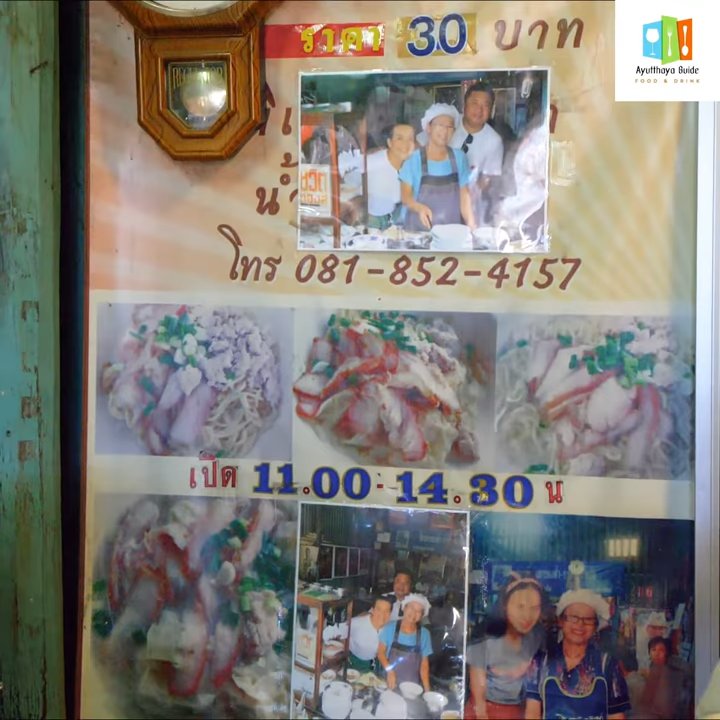 ราคา 30 บาท
Ayutthaya Guide
FOOD & DRINK
โทร 081-852-4157
เปิด 11.00-14.30 น